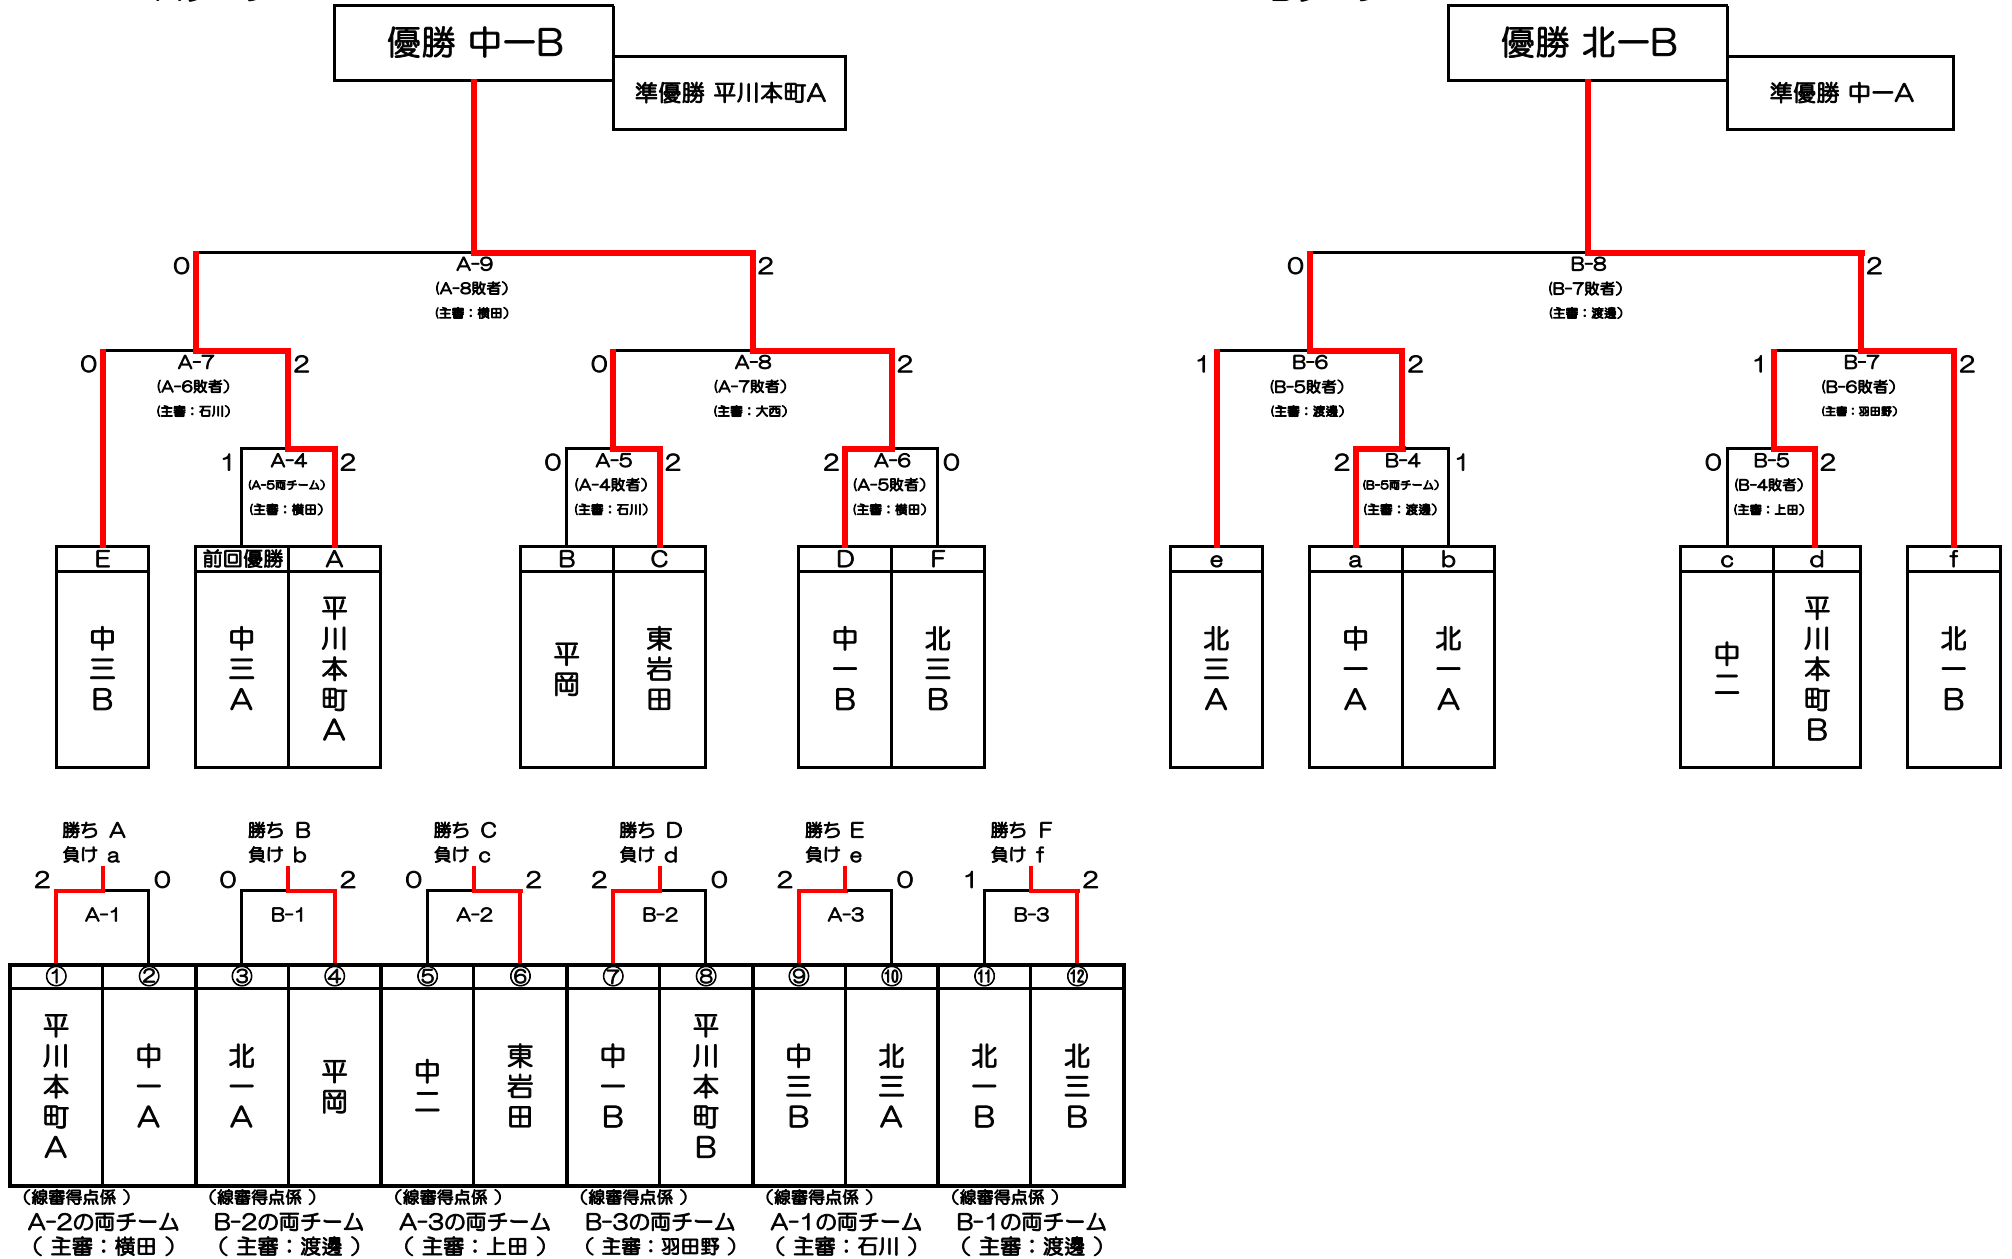 優勝 中一B
準優勝 平川本町A
優勝 北一B
準優勝 中一A
0 A-9 2
(A-8敗者)
(主審：横田)
0 B-8 2
(B-7敗者)
(主審：渡邊)
0 A-7 2
(A-6敗者)
(主審：石川)
0 A-8 2
(A-7敗者)
(主審：大西)
1 B-6 2
(B-5敗者)
(主審：渡邊)
1 B-7 2
(B-6敗者)
(主審：羽田野)
1 A-4 2
(A-5両チーム)
(主審：横田)
0 A-5 2
(A-4敗者)
(主審：石川)
2 A-6 0
(A-5敗者)
(主審：横田)
2 B-4 1
(B-5両チーム)
(主審：渡邊)
0 B-5 2
(B-4敗者)
(主審：上田)
E 前回優勝 A B C D F e a b c d f
中三B
中三A
平川本町A
平岡
東岩田
中一B
北三B
北三A
中一A
北一A
中二
平川本町B
北一B
勝ち A
負け a
2 A-1 0
勝ち B
負け b
0 B-1 2
勝ち C
負け c
0 A-2 2
勝ち D
負け d
2 B-2 0
勝ち E
負け e
2 A-3 0
勝ち F
負け f
1 B-3 2
① ② ③ ④ ⑤ ⑥ ⑦ ⑧ ⑨ ⑩ ⑪ ⑫
平川本町A
中一A
北一A
平岡
中二
東岩田
中一B
平川本町B
中三B
北三A
北一B
北三B
(線審得点係)
A-2の両チーム
(主審：横田)
(線審得点係)
B-2の両チーム
(主審：渡邊)
(線審得点係)
A-3の両チーム
(主審：上田)
(線審得点係)
B-3の両チーム
(主審：羽田野)
(線審得点係)
A-1の両チーム
(主審：石川)
(線審得点係)
B-1の両チーム
(主審：渡邊)